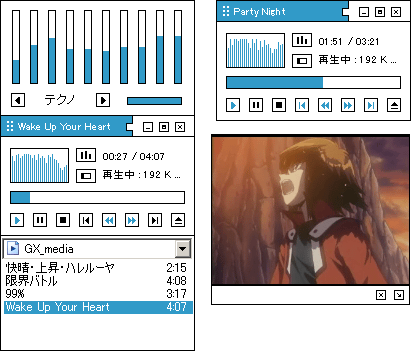 テクノ
Wake Up Your Heart
00:27 / 04:07
再生中 : 192 K ...
GX_media
快晴・上昇・ハレルーヤ 2:15
限界バトル 4:08
99% 3:17
Wake Up Your Heart 4:07
Party Night
01:51 / 03:21
再生中 : 192 K ...